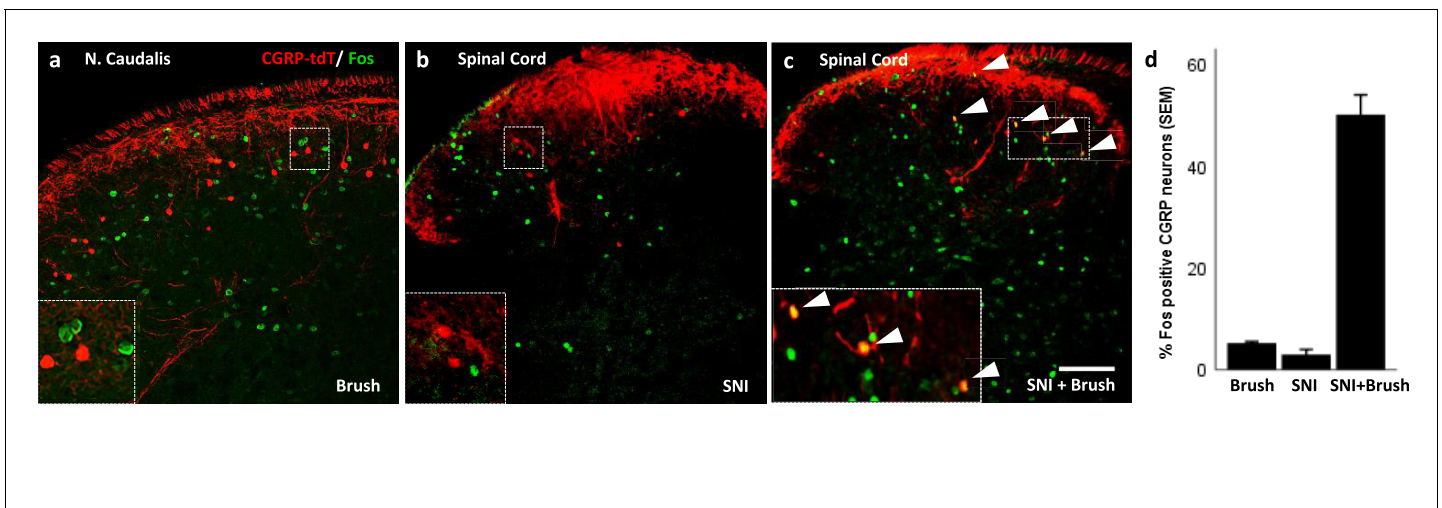 a N. Caudalis CGRP-tdT/ Fos
Brush
b Spinal Cord
SNI
c Spinal Cord
SNI + Brush
d
% Fos positive CGRP neurons (SEM)
60
40
20
0
Brush SNI SNI+Brush